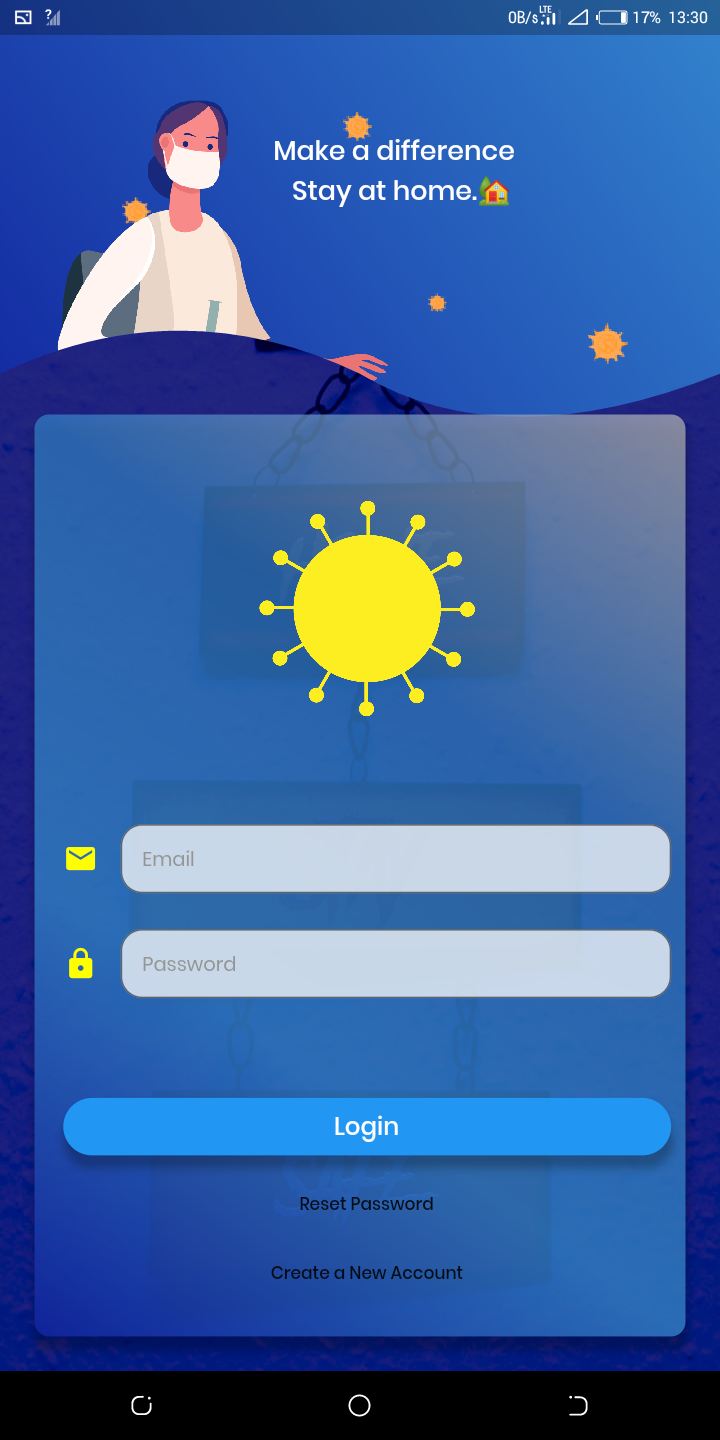 0B/s LTE 17% 13:30
Make a difference
Stay at home.🏡
Email
Password
Login
Reset Password
Create a New Account